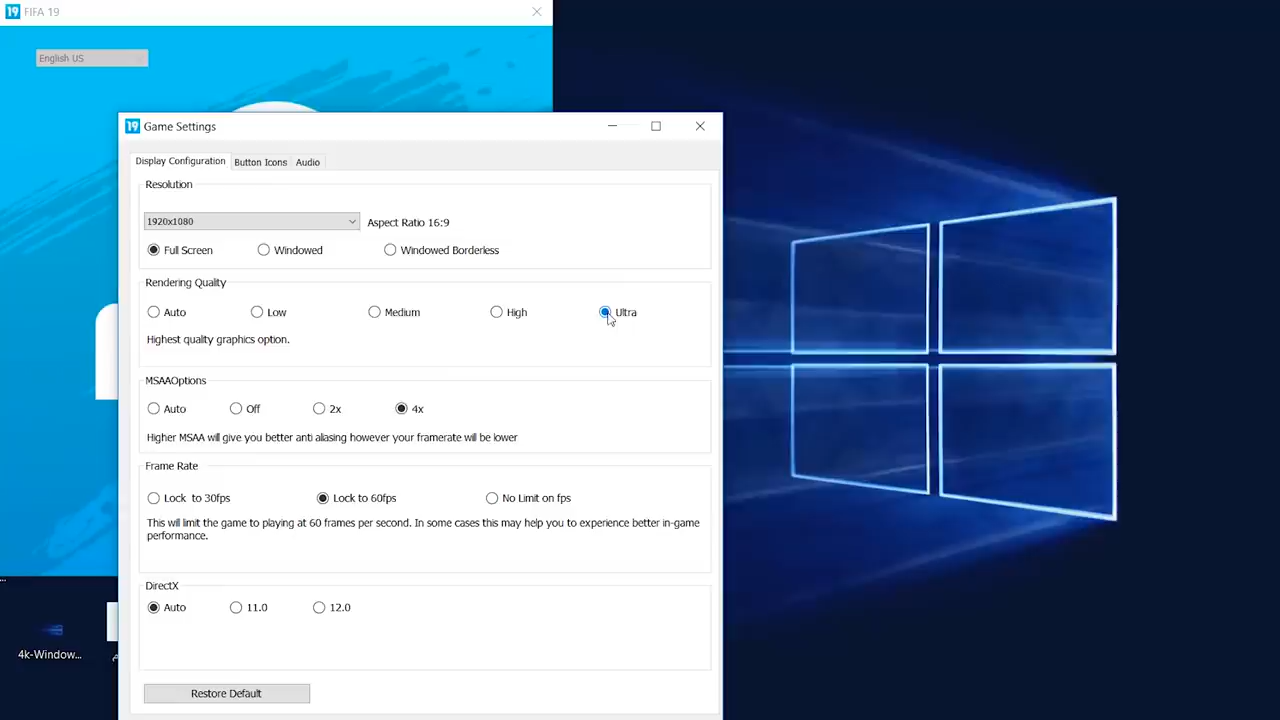 19 FIFA 19
English US
19 Game Settings
Display Configuration Button Icons Audio
Resolution
1920x1080 Aspect Ratio 16:9
Full Screen Windowed Windowed Borderless
Rendering Quality
Auto Low Medium High Ultra
Highest quality graphics option.
MSAAOptions
Auto Off 2x 4x
Higher MSAA will give you better anti aliasing however your framerate will be lower
Frame Rate
Lock to 30fps Lock to 60fps No Limit on fps
This will limit the game to playing at 60 frames per second. In some cases this may help you to experience better in-game
performance.
DirectX
Auto 11.0 12.0
...
4k-Window...
Restore Default